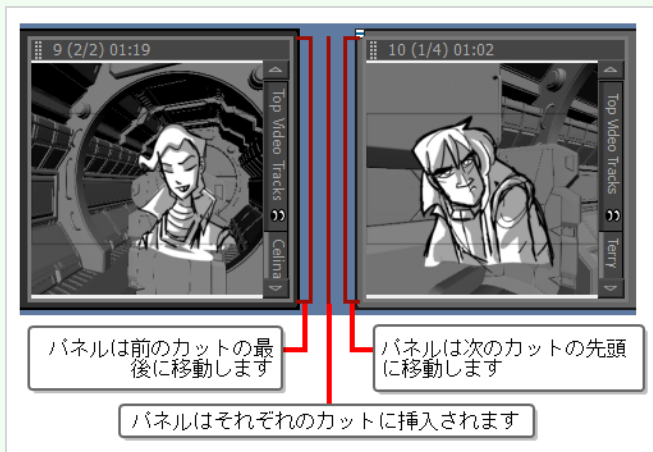 9 (2/2) 01:19
Top Video Tracks
Celina
10 (1/4) 01:02
Top Video Tracks
Terry
パネルは前のカットの最
後に移動します
パネルは次のカットの先頭
に移動します
パネルはそれぞれのカットに挿入されます